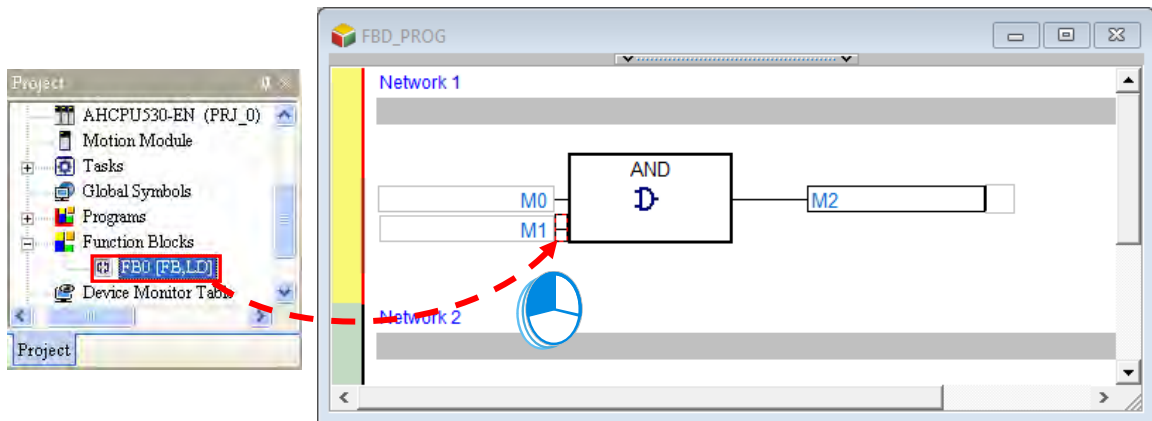 Project
AHCPU530-EN (PRJ_0)
Motion Module
Tasks
Global Symbols
Programs
Function Blocks
FB0 [FB,LD]
Device Monitor Table
Project
FBD_PROG
Network 1
AND
M0
M2
M1
Network 2